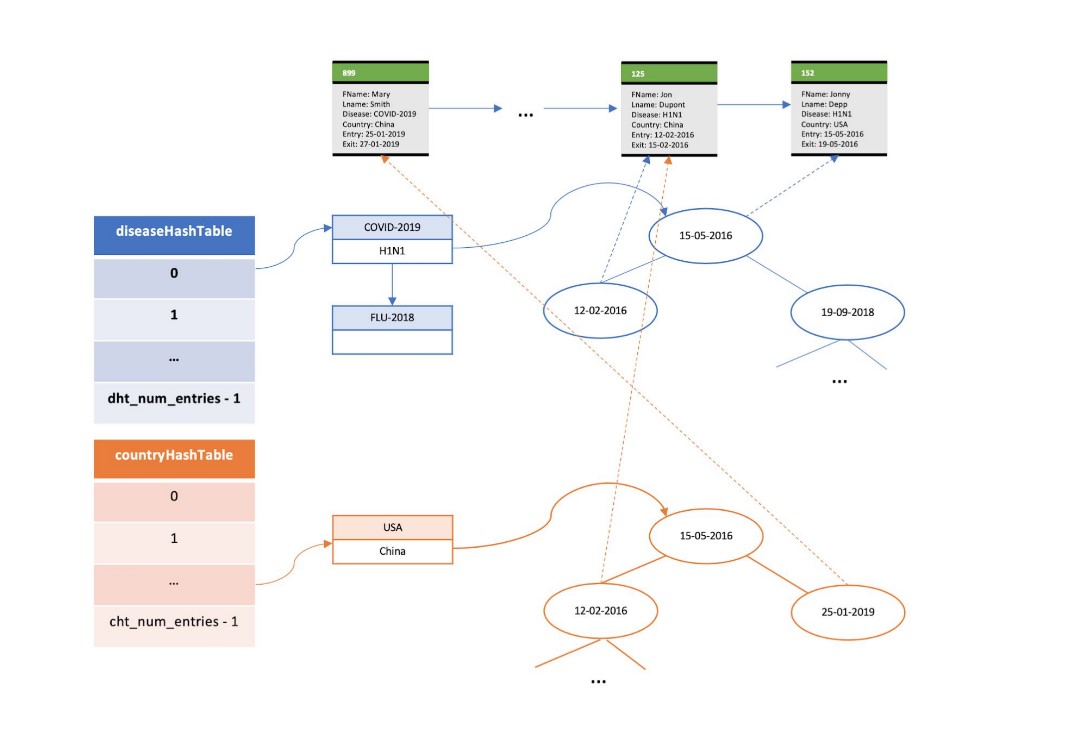 899
FName: Mary
Lname: Smith
Disease: COVID-2019
Country: China
Entry: 25-01-2019
Exit: 27-01-2019
...
125
FName: Jon
Lname: Dupont
Disease: H1N1
Country: China
Entry: 12-02-2016
Exit: 15-02-2016
152
FName: Jonny
Lname: Depp
Disease: H1N1
Country: USA
Entry: 15-05-2016
Exit: 19-05-2016
diseaseHashTable
0
1
...
dht_num_entries - 1
COVID-2019
H1N1
FLU-2018
15-05-2016
12-02-2016
19-09-2018
...
countryHashTable
0
1
...
cht_num_entries - 1
USA
China
15-05-2016
12-02-2016
25-01-2019
...